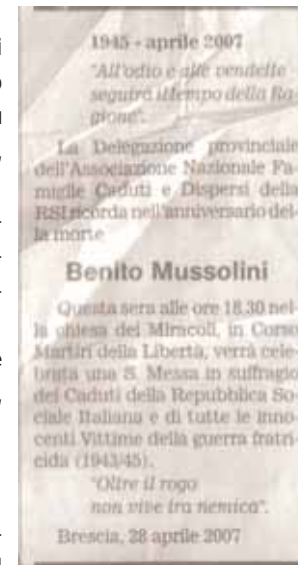 1945 - aprile 2007
"All'odio e alle vendette
seguirà il tempo della Ra-
gione".
La Delegazione provinciale
dell'Associazione Nazionale Fa-
miglie Caduti e Dispersi della
RSI ricorda nell'anniversario del-
la morte
Benito Mussolini
Questa sera alle ore 18.30 nel-
la chiesa dei Miracoli, in Corso
Martiri della Libertà, verrà cele-
brata una S. Messa in suffragio
dei Caduti della Repubblica So-
ciale Italiana e di tutte le inno-
centi Vittime della guerra fratri-
cida (1943/45).
"Oltre il rogo
non vive ira nemica".
Brescia, 28 aprile 2007